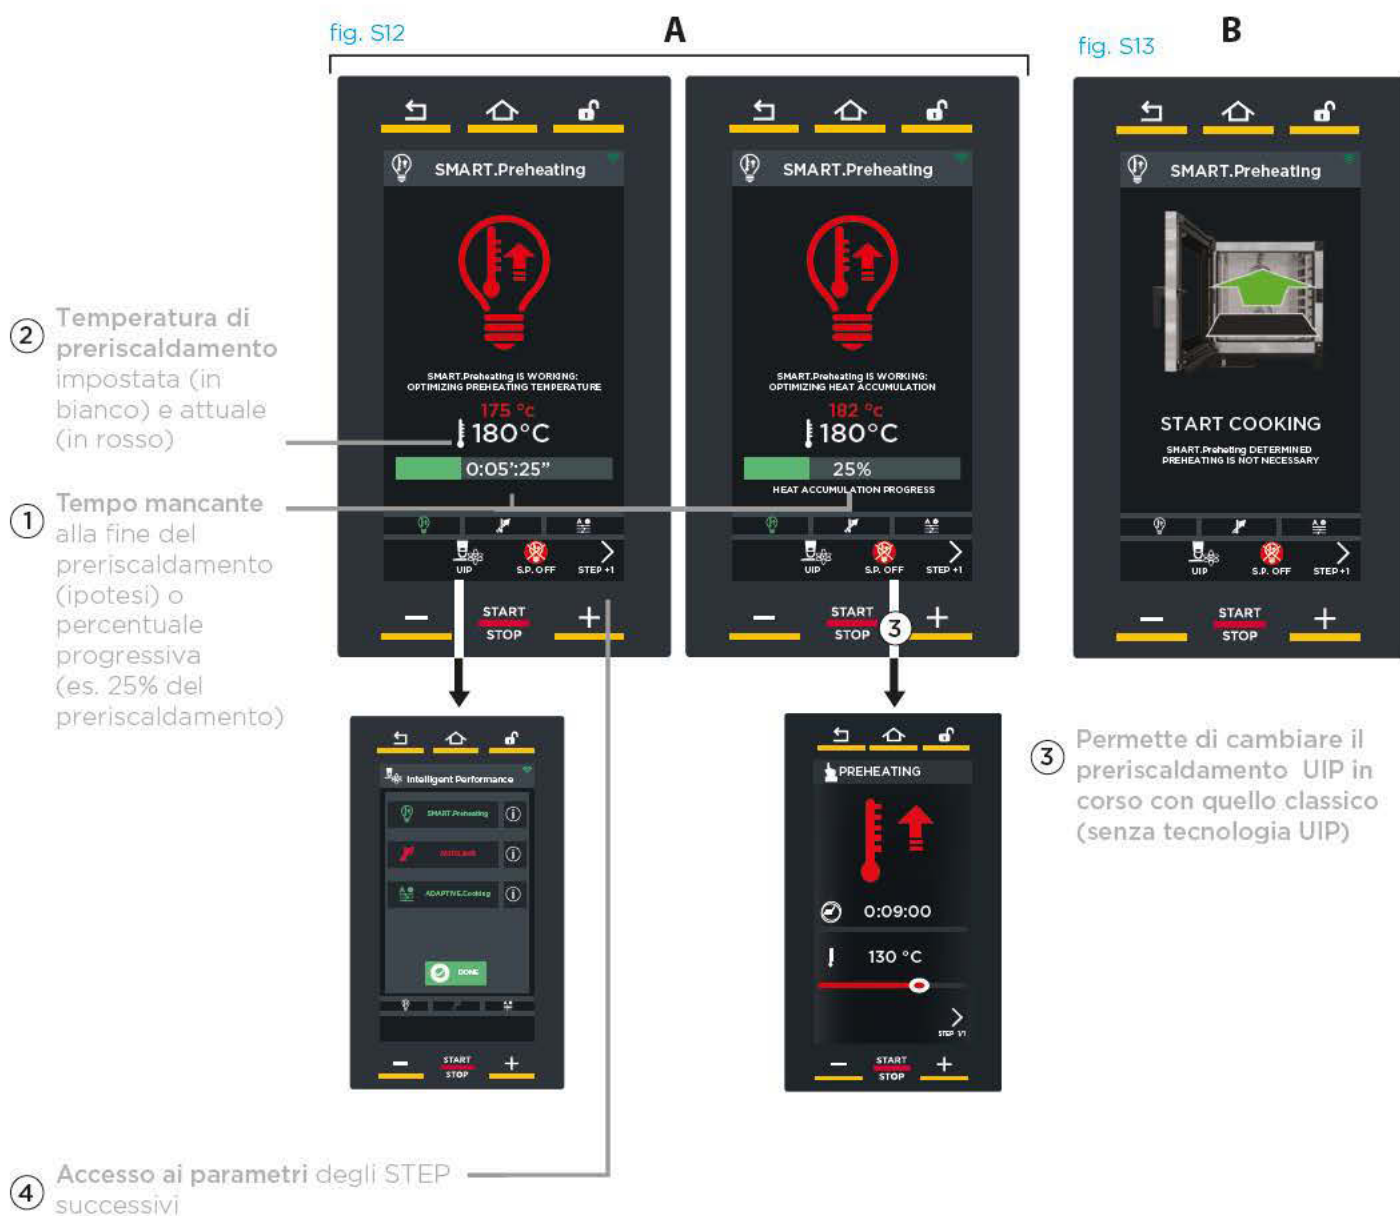 fig. S12
A
fig. S13
B
SMART.Preheating
SMART.Preheating IS WORKING:
OPTIMIZING PREHEATING TEMPERATURE
175 °c
180°C
0:05':25”
UIP
S.P. OFF
STEP +1
START
STOP
SMART.Preheating
SMART.Preheating IS WORKING:
OPTIMIZING HEAT ACCUMULATION
182 °c
180°C
25%
HEAT ACCUMULATION PROGRESS
UIP
S.P. OFF
STEP +1
START
STOP
3
SMART.Preheating
START COOKING
SMART.Preheting DETERMINED
PREHEATING IS NOT NECESSARY
UIP
S.P. OFF
STEP +1
START
STOP
2
Temperatura di
preriscaldamento
impostata (in
bianco) e attuale
(in rosso)
1
Tempo mancante
alla fine del
preriscaldamento
(ipotesi) o
percentuale
progressiva
(es. 25% del
preriscaldamento)
Intelligent Performance
SMART.Preheating
AUTO.Soft
ADAPTIVE.Cooking
DONE
START
STOP
PREHEATING
0:09:00
130 °C
STEP 1/1
START
STOP
3
Permette di cambiare il
preriscaldamento UIP in
corso con quello classico
(senza tecnologia UIP)
4
Accesso ai parametri degli STEP
successivi